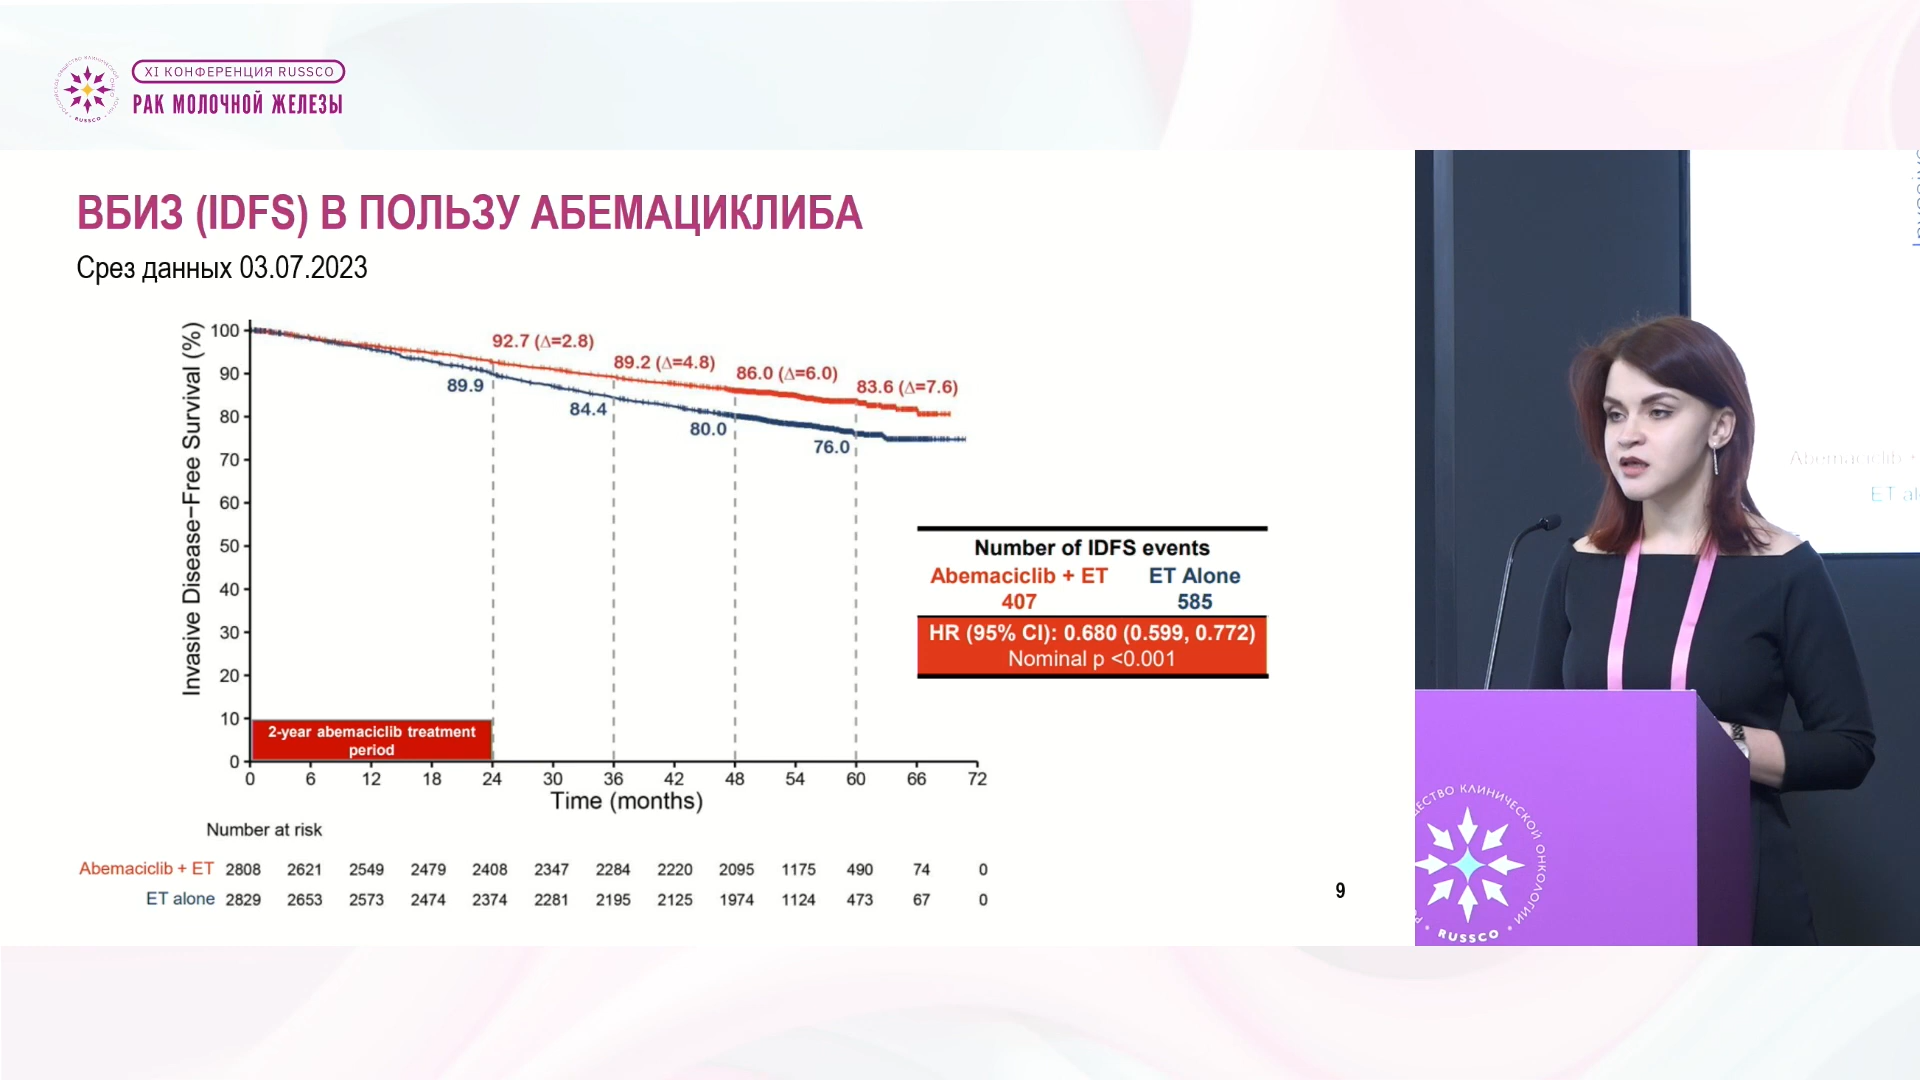 XI КОНФЕРЕНЦИЯ RUSSCO
РАК МОЛОЧНОЙ ЖЕЛЕЗЫ
RUSSCO
ВБИЗ (IDFS) В ПОЛЬЗУ АБЕМАЦИКЛИБА
Срез данных 03.07.2023
Invasive Disease–Free Survival (%)
100
90
80
70
60
50
40
30
20
10
0
92.7 (Δ=2.8)
89.2 (Δ=4.8)
86.0 (Δ=6.0)
83.6 (Δ=7.6)
89.9
84.4
80.0
76.0
2-year abemaciclib treatment
period
0 6 12 18 24 30 36 42 48 54 60 66 72
Time (months)
Number of IDFS events
Abemaciclib + ET ET Alone
407 585
HR (95% CI): 0.680 (0.599, 0.772)
Nominal p <0.001
Number at risk
Abemaciclib + ET 2808 2621 2549 2479 2408 2347 2284 2220 2095 1175 490 74 0
ET alone 2829 2653 2573 2474 2374 2281 2195 2125 1974 1124 473 67 0
9
Abemaciclib
ET
КЛИНИЧЕСКОЙ ОНКОЛОГИИ
RUSSCO